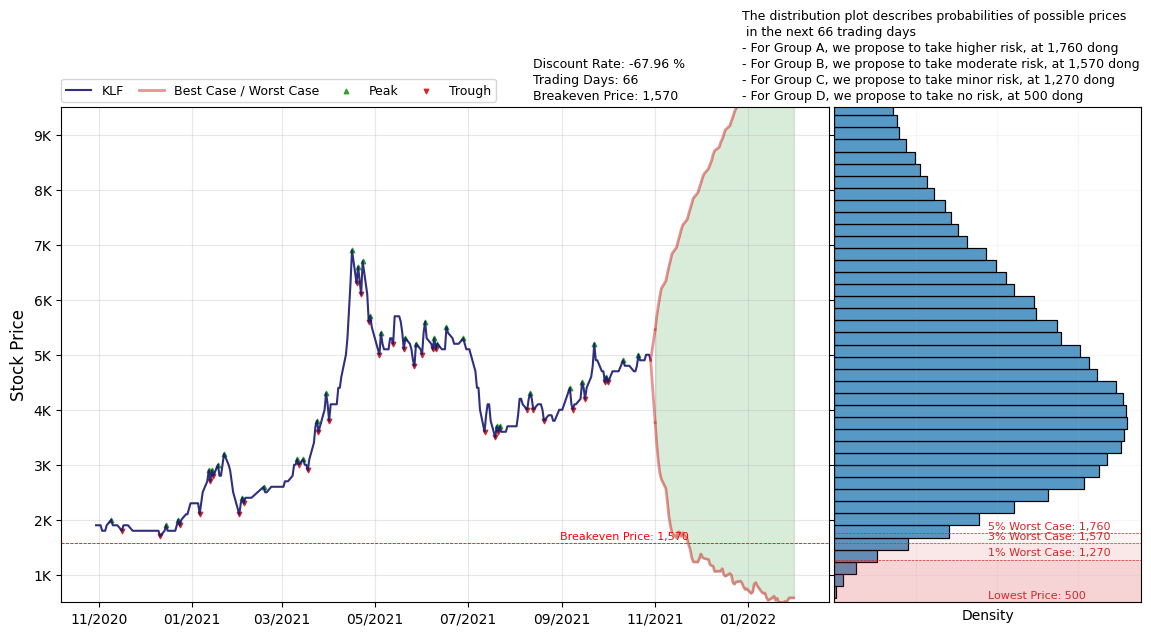 The distribution plot describes probabilities of possible prices
in the next 66 trading days
- For Group A, we propose to take higher risk, at 1,760 dong
- For Group B, we propose to take moderate risk, at 1,570 dong
- For Group C, we propose to take minor risk, at 1,270 dong
- For Group D, we propose to take no risk, at 500 dong
Discount Rate: -67.96 %
Trading Days: 66
Breakeven Price: 1,570
KLF
Best Case / Worst Case
Peak
Trough
Stock Price
9K
8K
7K
6K
5K
4K
3K
2K
1K
Breakeven Price: 1,570
5% Worst Case: 1,760
3% Worst Case: 1,570
1% Worst Case: 1,270
Lowest Price: 500
11/2020
01/2021
03/2021
05/2021
07/2021
09/2021
11/2021
01/2022
Density